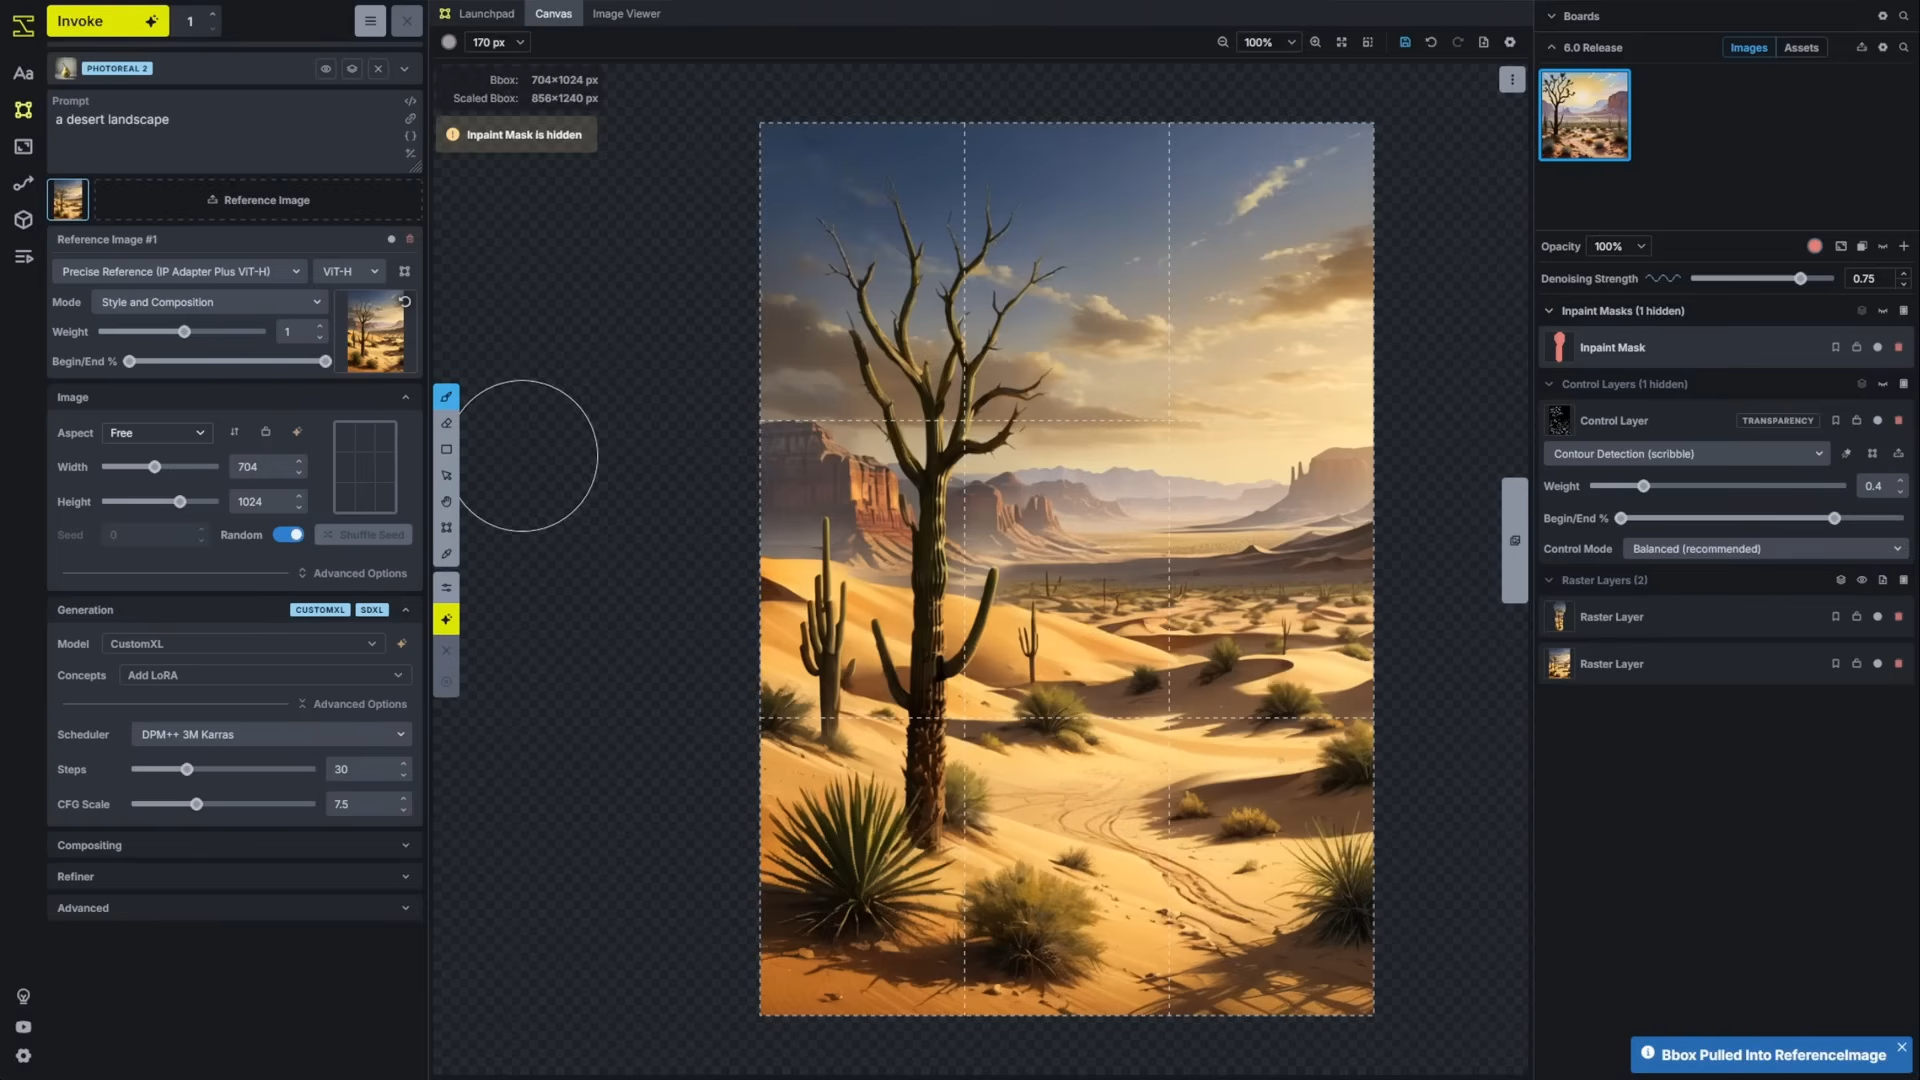 Invoke
1
PHOTOREAL 2
Prompt
a desert landscape
Reference Image
Reference Image #1
Precise Reference (IP Adapter Plus ViT-H)
ViT-H
Mode
Style and Composition
Weight
1
Begin/End %
Image
Aspect
Free
Width
704
Height
1024
Seed
0
Random
Shuffle Seed
Advanced Options
Generation
CUSTOMXL
SDXL
Model
CustomXL
Concepts
Add LoRA
Advanced Options
Scheduler
DPM++ 3M Karras
Steps
30
CFG Scale
7.5
Compositing
Refiner
Advanced
Launchpad
Canvas
Image Viewer
170 px
100%
Bbox: 704×1024 px
Scaled Bbox: 856×1240 px
Inpaint Mask is hidden
Boards
6.0 Release
Images
Assets
Opacity
100%
Denoising Strength
0.75
Inpaint Masks (1 hidden)
Inpaint Mask
Control Layers (1 hidden)
Control Layer
TRANSPARENCY
Contour Detection (scribble)
Weight
0.4
Begin/End %
Control Mode
Balanced (recommended)
Raster Layers (2)
Raster Layer
Raster Layer
Bbox Pulled Into ReferenceImage